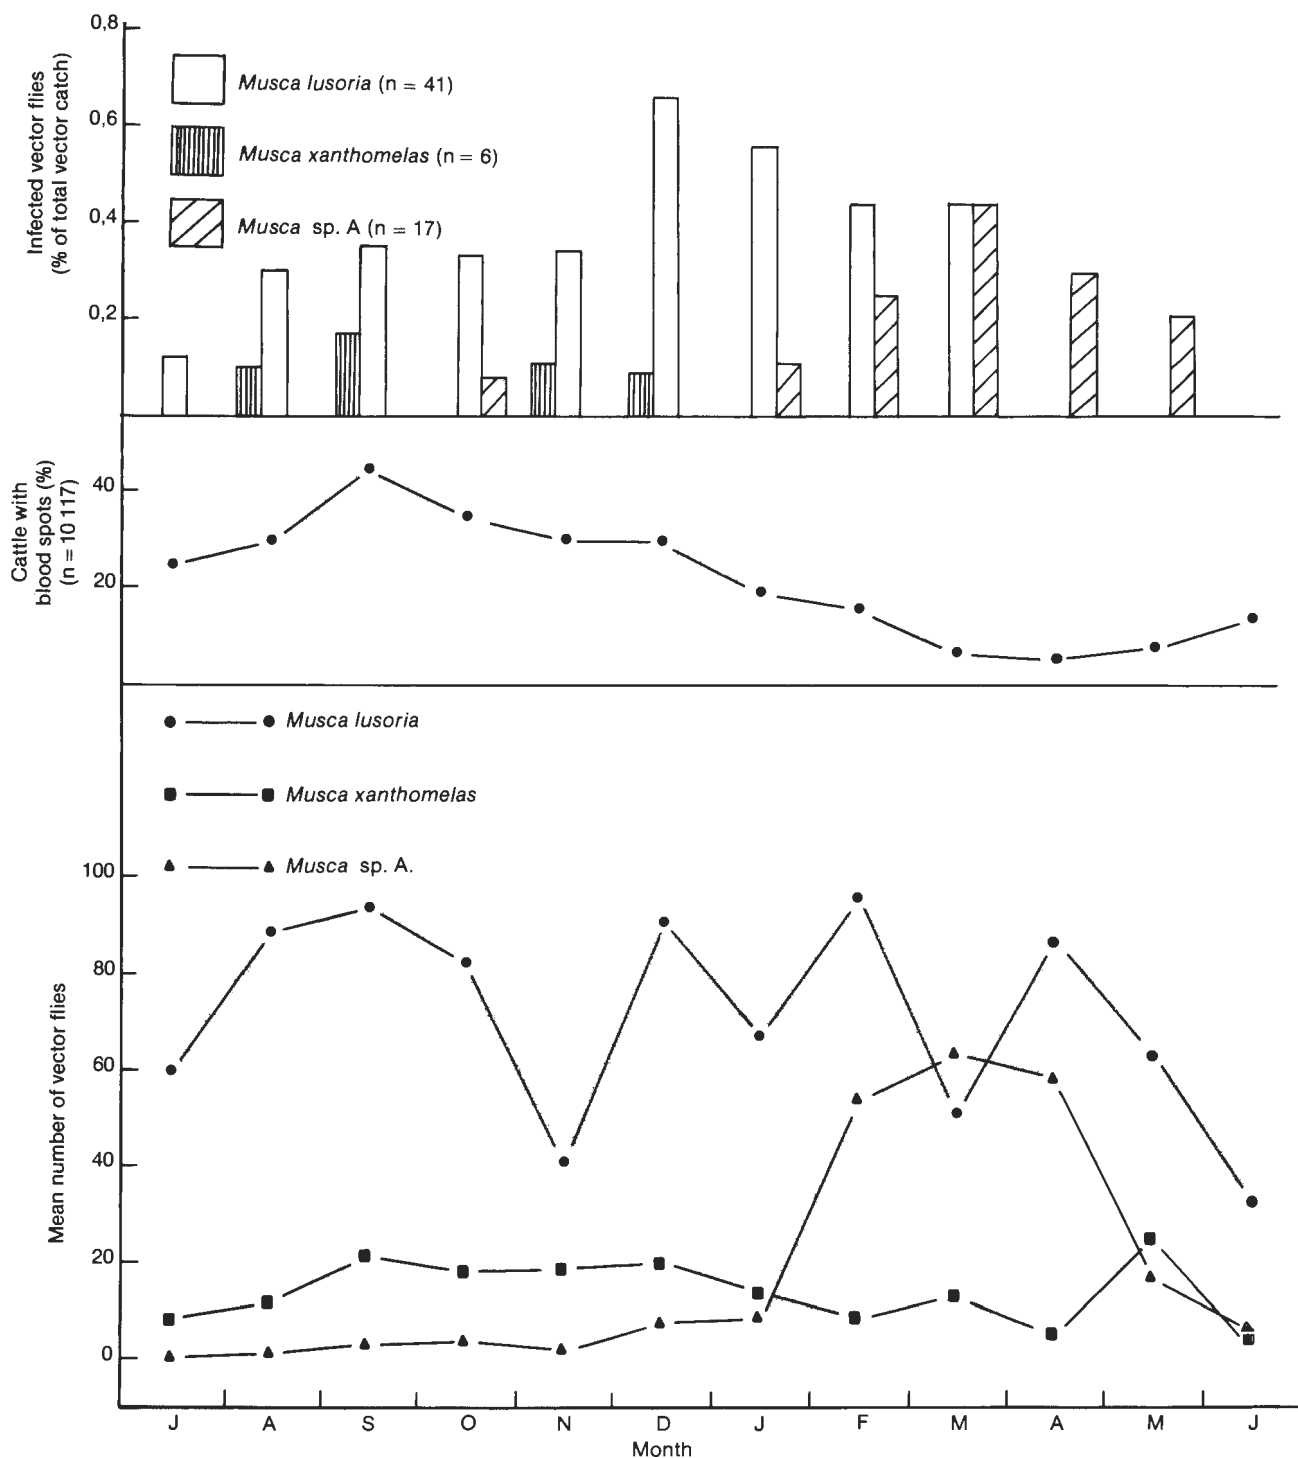 Infected vector flies
(% of total vector catch)
0,8
0,6
0,4
0,2
Musca lusoria (n = 41)
Musca xanthomelas (n = 6)
Musca sp. A (n = 17)
Cattle with
blood spots (%)
(n = 10 117)
40
20
Musca lusoria
Musca xanthomelas
Musca sp. A.
Mean number of vector flies
100
80
60
40
20
0
J A S O N D J F M A M J
Month